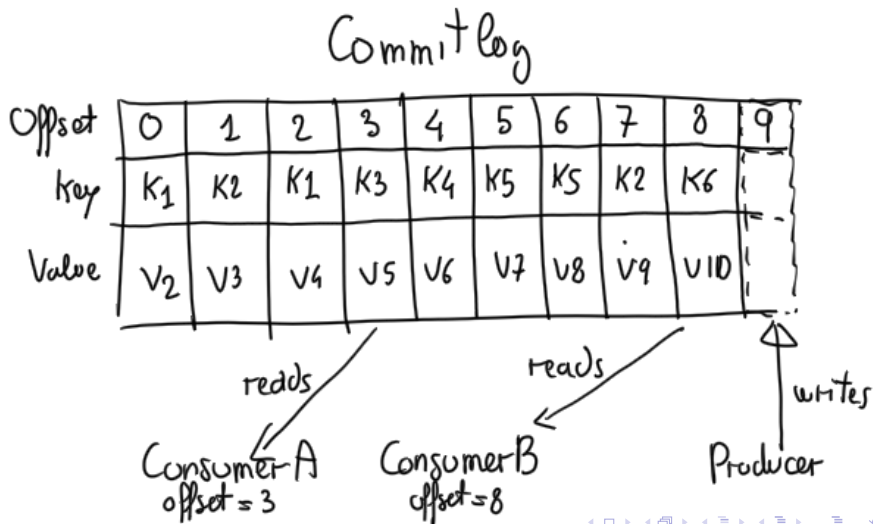 Commit log
Offset 0 1 2 3 4 5 6 7 8 9
Key K1 K2 K1 K3 K4 K5 K5 K2 K6
Value V2 V3 V4 V5 V6 V7 V8 V9 V10
reads reads writes
ConsumerA ConsumerB Producer
offset = 3 offset = 8